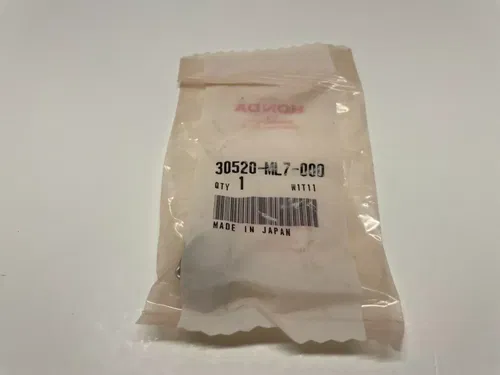 HONDA
30520-ML7-000
QTY 1 W1T11
MADE IN JAPAN